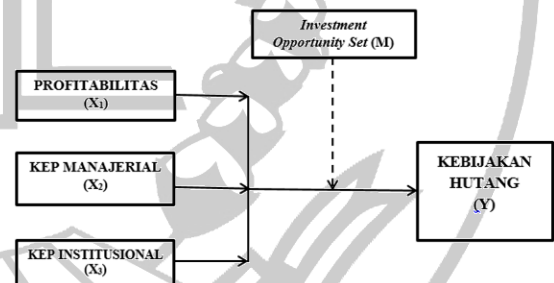 Investment
Opportunity Set (M)
PROFITABILITAS
(X₁)
KEP MANAJERIAL
(X₂)
KEBIJAKAN
HUTANG
(Y)
KEP INSTITUSIONAL
(X₃)